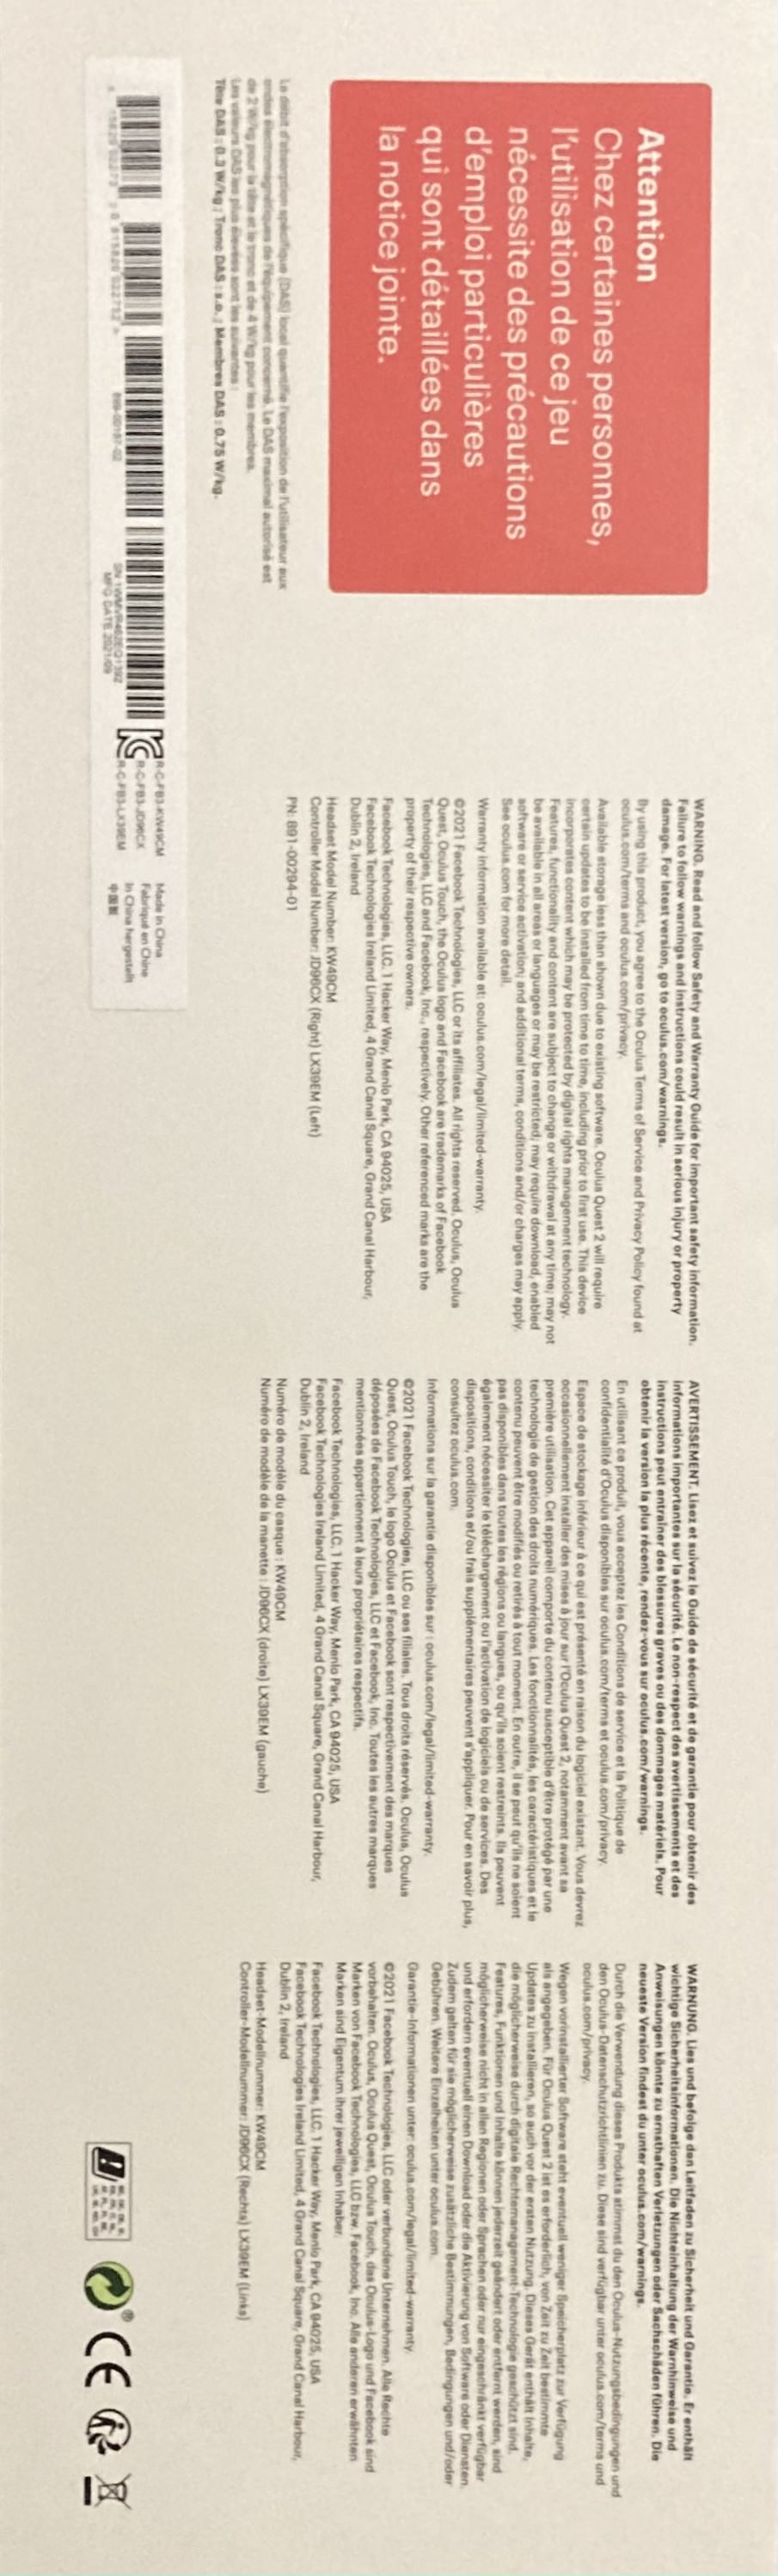 Attention
Chez certaines personnes,
l'utilisation de ce jeu
nécessite des précautions
d'emploi particulières
qui sont détaillées dans
la notice jointe.
Le débit d'absorption spécifique (DAS) local quantifie l'exposition de l'utilisateur aux
ondes électromagnétiques de l'équipement concerné. Le DAS maximal autorisé est
de 2 W/kg pour la tête et le tronc et de 4 W/kg pour les membres.
Les valeurs DAS les plus élevées sont les suivantes :
Tête DAS : 0.3 W/kg ; Tronc DAS : s.o. ; Membres DAS : 0.75 W/kg.
899-00187-02
MFG DATE 2021/09
R-C-FB3-KW49CM
R-C-FB3-JD96CX
R-C-FB3-LX39EM
Made in China
Fabriqué en Chine
In China hergestellt
中国製
WARNING. Read and follow Safety and Warranty Guide for important safety information.
Failure to follow warnings and instructions could result in serious injury or property
damage. For latest version, go to oculus.com/warnings.
By using this product, you agree to the Oculus Terms of Service and Privacy Policy found at
oculus.com/terms and oculus.com/privacy.
Available storage less than shown due to existing software. Oculus Quest 2 will require
certain updates to be installed from time to time, including prior to first use. This device
incorporates content which may be protected by digital rights management technology.
Features, functionality and content are subject to change or withdrawal at any time; may not
be available in all areas or languages or may be restricted; may require download, enabled
software or service activation; and additional terms, conditions and/or charges may apply.
See oculus.com for more detail.
Warranty information available at: oculus.com/legal/limited-warranty.
©2021 Facebook Technologies, LLC or its affiliates. All rights reserved. Oculus, Oculus
Quest, Oculus Touch, the Oculus logo and Facebook are trademarks of Facebook
Technologies, LLC and Facebook, Inc., respectively. Other referenced marks are the
property of their respective owners.
Facebook Technologies, LLC. 1 Hacker Way, Menlo Park, CA 94025, USA
Facebook Technologies Ireland Limited, 4 Grand Canal Square, Grand Canal Harbour,
Dublin 2, Ireland
Headset Model Number: KW49CM
Controller Model Number: JD96CX (Right) LX39EM (Left)
PN: 891-00294-01
AVERTISSEMENT. Lisez et suivez le Guide de sécurité et de garantie pour obtenir des
informations importantes sur la sécurité. Le non-respect des avertissements et des
instructions peut entraîner des blessures graves ou des dommages matériels. Pour
obtenir la version la plus récente, rendez-vous sur oculus.com/warnings.
En utilisant ce produit, vous acceptez les Conditions de service et la Politique de
confidentialité d'Oculus disponibles sur oculus.com/terms et oculus.com/privacy.
Espace de stockage inférieur à ce qui est présenté en raison du logiciel existant. Vous devrez
occasionnellement installer des mises à jour sur l'Oculus Quest 2, notamment avant sa
première utilisation. Cet appareil comporte du contenu susceptible d'être protégé par une
technologie de gestion des droits numériques. Les fonctionnalités, les caractéristiques et le
contenu peuvent être modifiés ou retirés à tout moment. En outre, il se peut qu'ils ne soient
pas disponibles dans toutes les régions ou langues, ou qu'ils soient restreints. Ils peuvent
également nécessiter le téléchargement ou l'activation de logiciels ou de services. Des
dispositions, conditions et/ou frais supplémentaires peuvent s'appliquer. Pour en savoir plus,
consultez oculus.com.
Informations sur la garantie disponibles sur : oculus.com/legal/limited-warranty.
©2021 Facebook Technologies, LLC ou ses filiales. Tous droits réservés. Oculus, Oculus
Quest, Oculus Touch, le logo Oculus et Facebook sont respectivement des marques
déposées de Facebook Technologies, LLC et Facebook, Inc. Toutes les autres marques
mentionnées appartiennent à leurs propriétaires respectifs.
Facebook Technologies, LLC. 1 Hacker Way, Menlo Park, CA 94025, USA
Facebook Technologies Ireland Limited, 4 Grand Canal Square, Grand Canal Harbour,
Dublin 2, Ireland
Numéro de modèle du casque : KW49CM
Numéro de modèle de la manette : JD96CX (droite) LX39EM (gauche)
WARNUNG. Lies und befolge den Leitfaden zu Sicherheit und Garantie. Er enthält
wichtige Sicherheitsinformationen. Die Nichteinhaltung der Warnhinweise und
Anweisungen könnte zu ernsthaften Verletzungen oder Sachschäden führen. Die
neueste Version findest du unter oculus.com/warnings.
Durch die Verwendung dieses Produkts stimmst du den Oculus-Nutzungsbedingungen und
den Oculus-Datenschutzrichtlinien zu. Diese sind verfügbar unter oculus.com/terms und
oculus.com/privacy.
Wegen vorinstallierter Software steht eventuell weniger Speicherplatz zur Verfügung
als angegeben. Für Oculus Quest 2 ist es erforderlich, von Zeit zu Zeit bestimmte
Updates zu installieren, so auch vor der ersten Nutzung. Dieses Gerät enthält Inhalte,
die möglicherweise durch digitale Rechtemanagement-Technologie geschützt sind.
Features, Funktionen und Inhalte können jederzeit geändert oder entfernt werden, sind
möglicherweise nicht in allen Regionen oder Sprachen oder nur eingeschränkt verfügbar
und erfordern eventuell einen Download oder die Aktivierung von Software oder Diensten.
Zudem gelten für sie möglicherweise zusätzliche Bestimmungen, Bedingungen und/oder
Gebühren. Weitere Einzelheiten unter oculus.com.
Garantie-Informationen unter: oculus.com/legal/limited-warranty.
©2021 Facebook Technologies, LLC oder verbundene Unternehmen. Alle Rechte
vorbehalten. Oculus, Oculus Quest, Oculus Touch, das Oculus-Logo und Facebook sind
Marken von Facebook Technologies, LLC bzw. Facebook, Inc. Alle anderen erwähnten
Marken sind Eigentum ihrer jeweiligen Inhaber.
Facebook Technologies, LLC. 1 Hacker Way, Menlo Park, CA 94025, USA
Facebook Technologies Ireland Limited, 4 Grand Canal Square, Grand Canal Harbour,
Dublin 2, Ireland
Headset-Modellnummer: KW49CM
Controller-Modellnummer: JD96CX (Rechts) LX39EM (Links)
CE